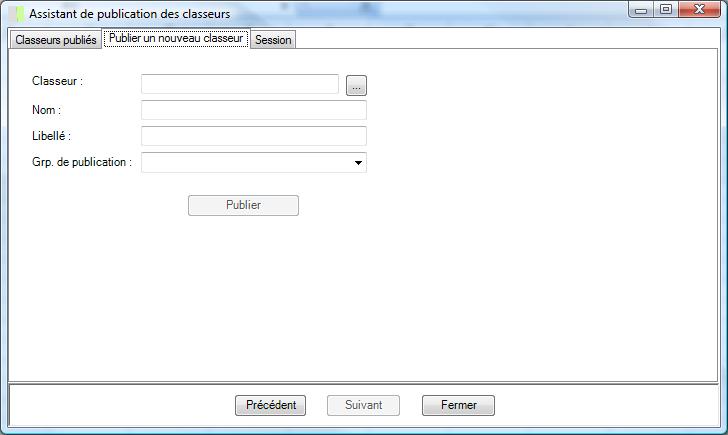 Assistant de publication des classeurs
Classeurs publiés Publier un nouveau classeur Session
Classeur :
...
Nom :
Libellé :
Grp. de publication :
Publier
Précédent Suivant Fermer